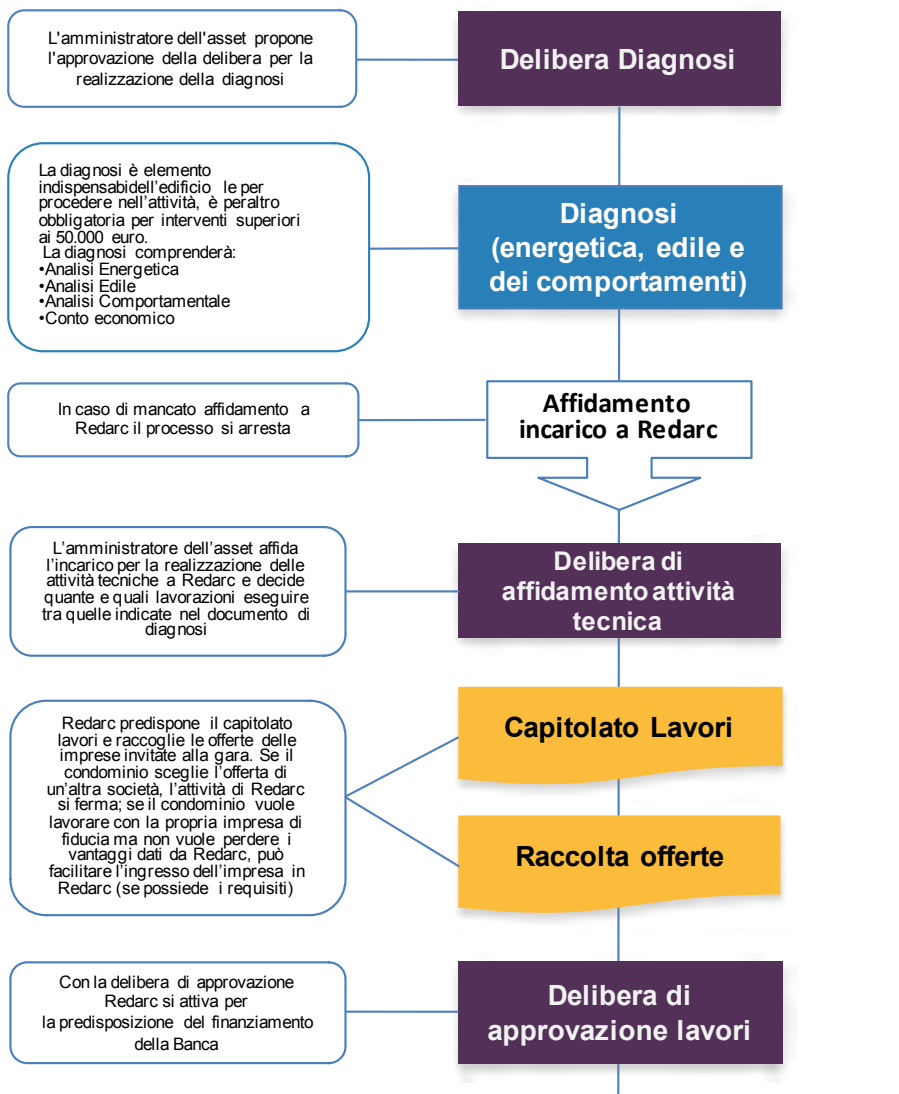 L'amministratore dell'asset propone
l'approvazione della delibera per la
realizzazione della diagnosi
Delibera Diagnosi
La diagnosi è elemento
indispensabidell'edificio le per
procedere nell'attività, è peraltro
obbligatoria per interventi superiori
ai 50.000 euro.
La diagnosi comprenderà:
•Analisi Energetica
•Analisi Edile
•Analisi Comportamentale
•Conto economico
Diagnosi
(energetica, edile e
dei comportamenti)
In caso di mancato affidamento a
Redarc il processo si arresta
Affidamento
incarico a Redarc
L'amministratore dell'asset affida
l'incarico per la realizzazione delle
attività tecniche a Redarc e decide
quante e quali lavorazioni eseguire
tra quelle indicate nel documento di
diagnosi
Delibera di
affidamento attività
tecnica
Redarc predispone il capitolato
lavori e raccoglie le offerte delle
imprese invitate alla gara. Se il
condominio sceglie l'offerta di
un'altra società, l'attività di Redarc
si ferma; se il condominio vuole
lavorare con la propria impresa di
fiducia ma non vuole perdere i
vantaggi dati da Redarc, può
facilitare l'ingresso dell'impresa in
Redarc (se possiede i requisiti)
Capitolato Lavori
Raccolta offerte
Con la delibera di approvazione
Redarc si attiva per
la predisposizione del finanziamento
della Banca
Delibera di
approvazione lavori